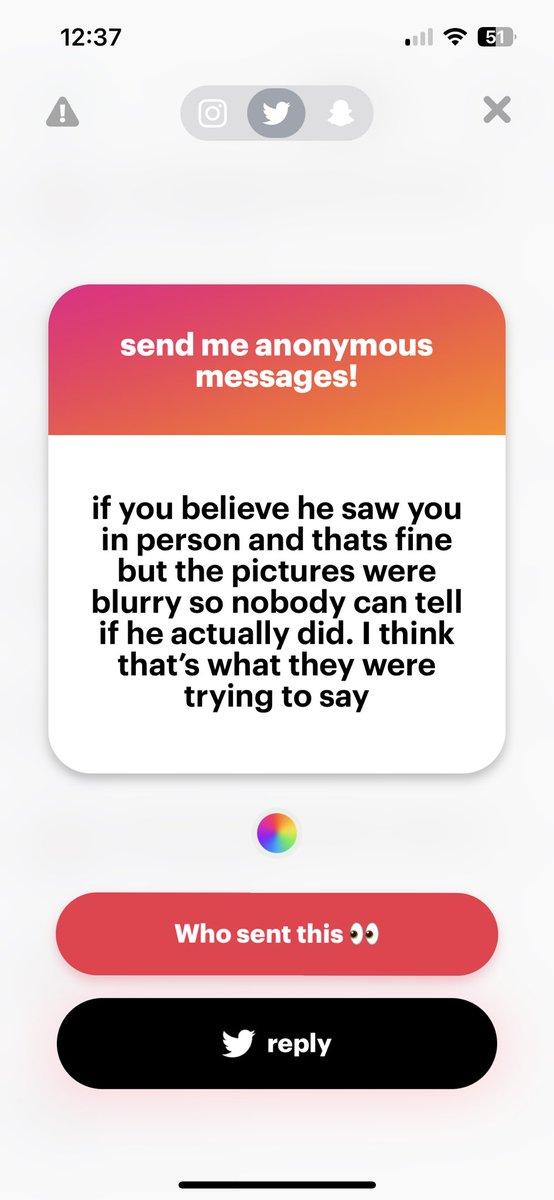 12:37
51
send me anonymous
messages!
if you believe he saw you
in person and thats fine
but the pictures were
blurry so nobody can tell
if he actually did. I think
that’s what they were
trying to say
Who sent this 👀
reply